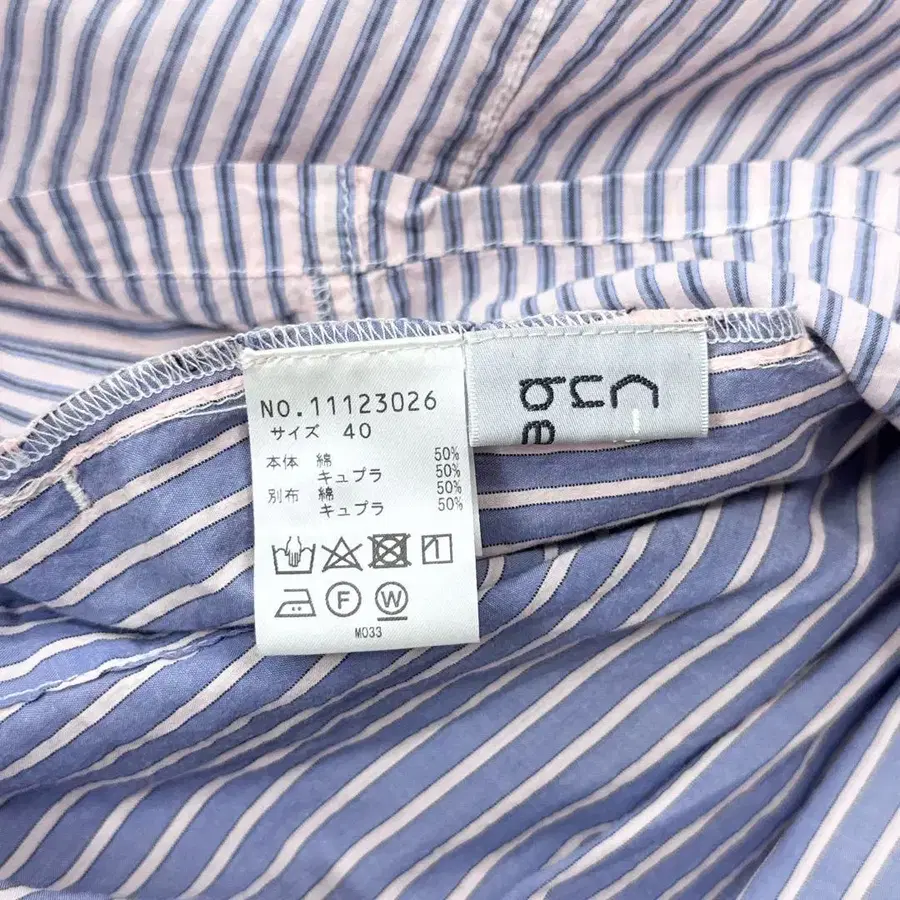 NO.11123026
サイズ 40
本体 綿 50%
キュプラ 50%
別布 綿 50%
キュプラ 50%
F W
M033